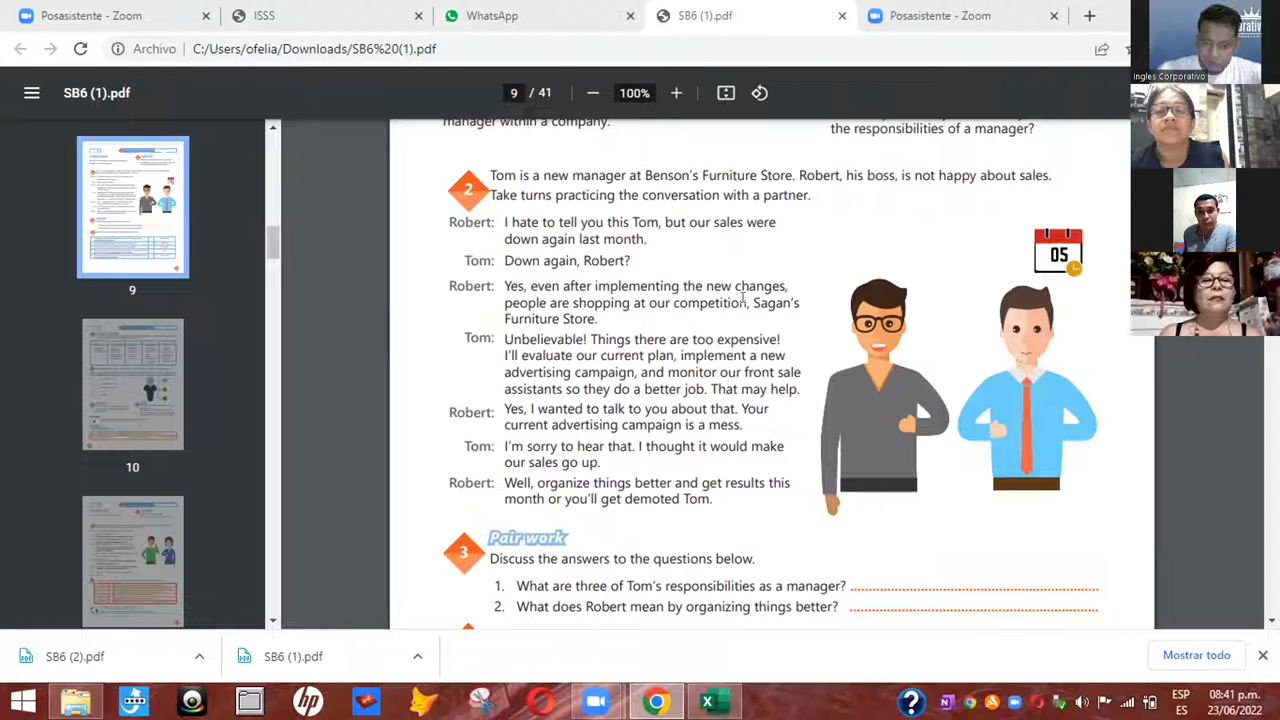 Posasistente - Zoom
ISSS
WhatsApp
SB6 (1).pdf
Posasistente - Zoom
Archivo
C:/Users/ofelia/Downloads/SB6%20(1).pdf
SB6 (1).pdf
9 / 41
100%
Ingles Corporativo
9
10
the responsibilities of a manager?
manager within a company.
2
Tom is a new manager at Benson's Furniture Store. Robert, his boss, is not happy about sales.
Take turns practicing the conversation with a partner.
Robert: I hate to tell you this Tom, but our sales were
down again last month.
Tom: Down again, Robert?
Robert: Yes, even after implementing the new changes,
people are shopping at our competition, Sagan's
Furniture Store.
Tom: Unbelievable! Things there are too expensive!
I'll evaluate our current plan, implement a new
advertising campaign, and monitor our front sale
assistants so they do a better job. That may help.
Robert: Yes, I wanted to talk to you about that. Your
current advertising campaign is a mess.
Tom: I'm sorry to hear that. I thought it would make
our sales go up.
Robert: Well, organize things better and get results this
month or you'll get demoted Tom.
05
3
Pair work
Discuss the answers to the questions below.
1. What are three of Tom's responsibilities as a manager?
2. What does Robert mean by organizing things better?
SB6 (2).pdf
SB6 (1).pdf
Mostrar todo
ESP
ES
08:41 p.m.
23/06/2022